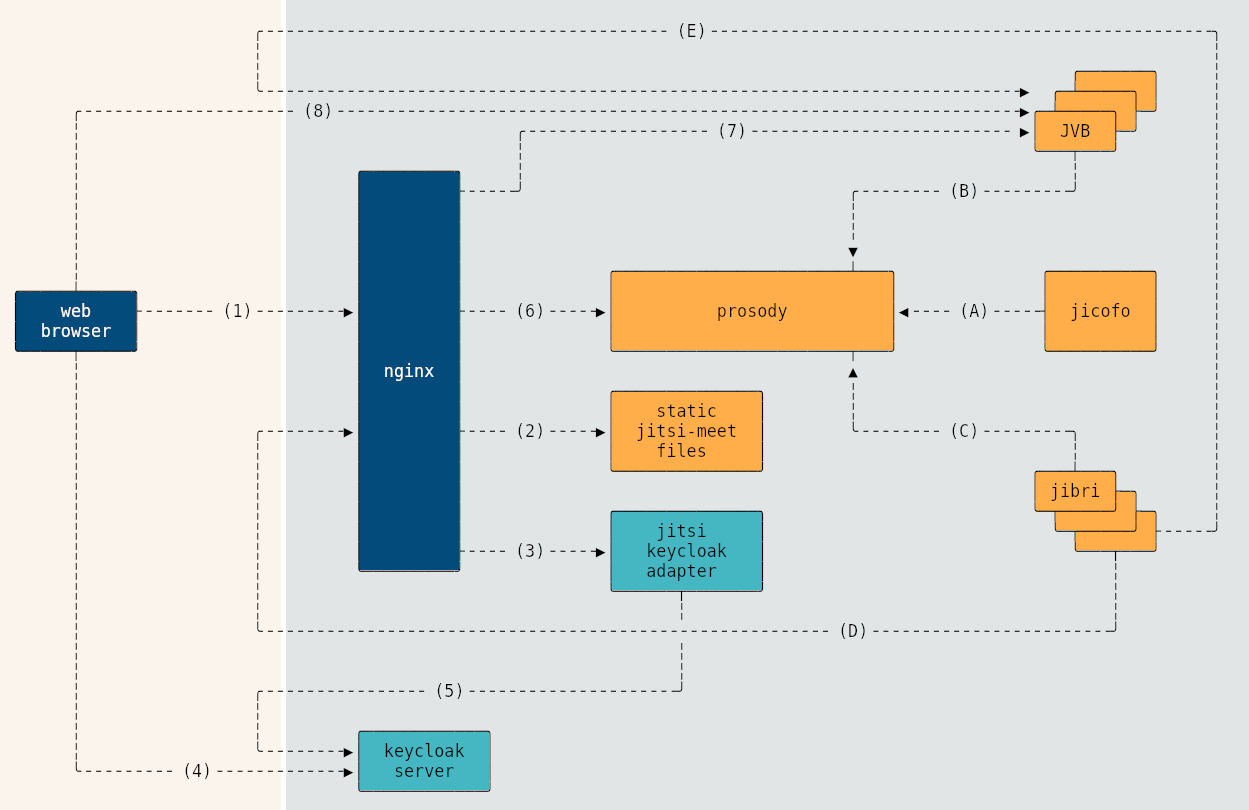 (E)
(8)
(7)
JVB
(B)
web
browser
(1)
(6)
prosody
(A)
jicofo
nginx
static
jitsi-meet
files
(2)
(C)
jibri
jitsi
keycloak
adapter
(3)
(D)
(5)
keycloak
server
(4)